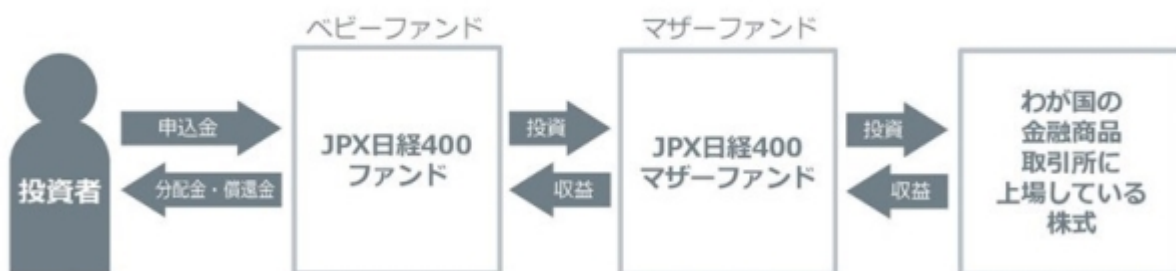 ベビーファンド
マザーファンド
投資者
申込金
分配金・償還金
JPX日経400
ファンド
投資
収益
JPX日経400
マザーファンド
投資
収益
わが国の
金融商品
取引所に
上場している
株式